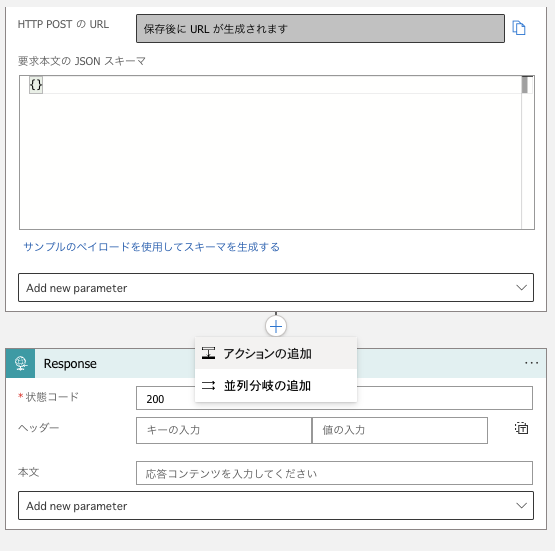 HTTP POST の URL
保存後に URL が生成されます
要求本文の JSON スキーマ
{}
サンプルのペイロードを使用してスキーマを生成する
Add new parameter
アクションの追加
Response
並列分岐の追加
*状態コード
200
ヘッダー
キーの入力
値の入力
本文
応答コンテンツを入力してください
Add new parameter